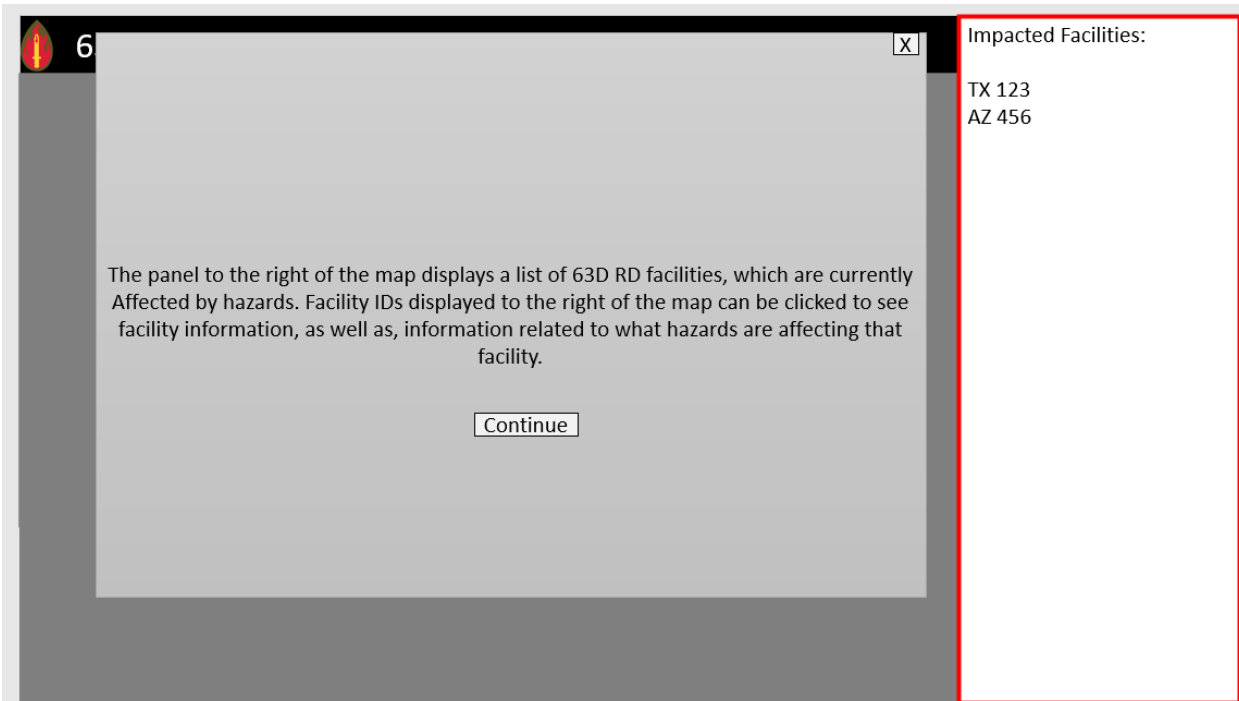 6
X
The panel to the right of the map displays a list of 63D RD facilities, which are currently
Affected by hazards. Facility IDs displayed to the right of the map can be clicked to see
facility information, as well as, information related to what hazards are affecting that
facility.
Continue
Impacted Facilities:
TX 123
AZ 456